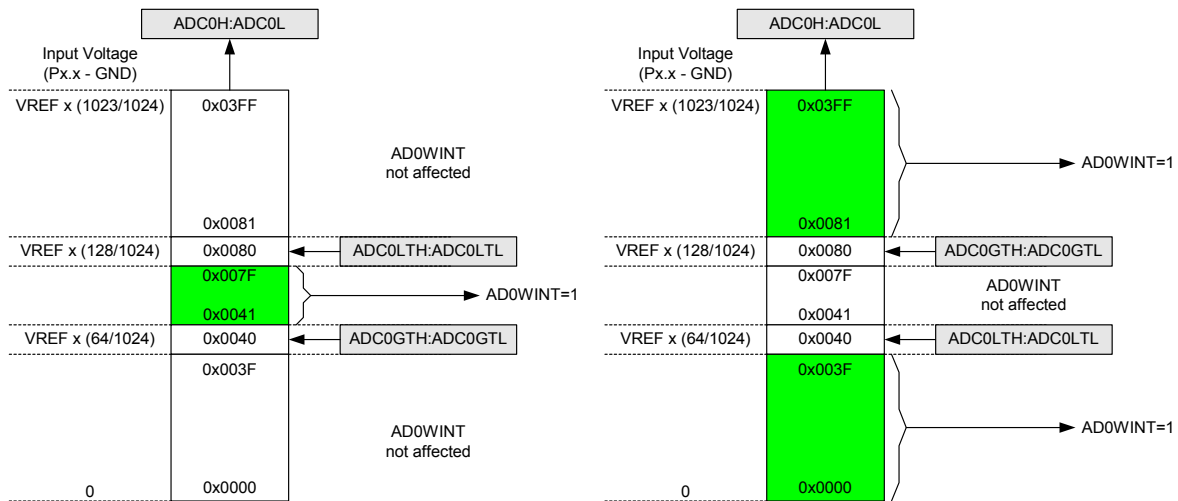 ADC0H:ADC0L
Input Voltage
(Px.x - GND)
VREF x (1023/1024)
0x03FF
AD0WINT
not affected
0x0081
VREF x (128/1024)
0x0080
ADC0LTH:ADC0LTL
0x007F
AD0WINT=1
0x0041
VREF x (64/1024)
0x0040
ADC0GTH:ADC0GTL
0x003F
AD0WINT
not affected
0
0x0000
ADC0H:ADC0L
Input Voltage
(Px.x - GND)
VREF x (1023/1024)
0x03FF
AD0WINT=1
0x0081
VREF x (128/1024)
0x0080
ADC0GTH:ADC0GTL
0x007F
AD0WINT
not affected
0x0041
VREF x (64/1024)
0x0040
ADC0LTH:ADC0LTL
0x003F
AD0WINT=1
0
0x0000